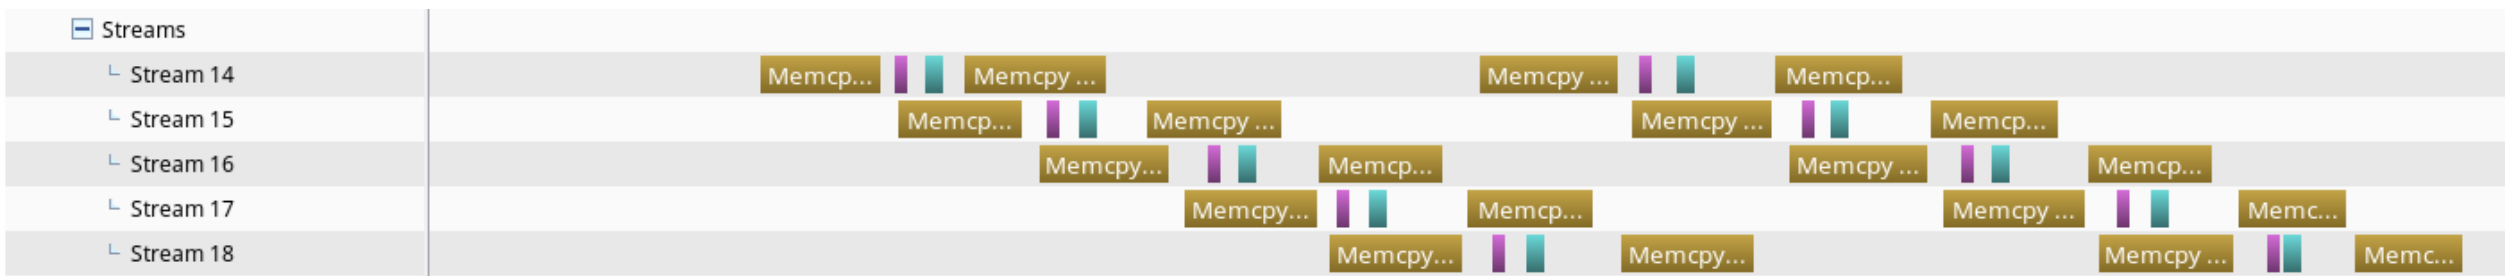 Streams
Stream 14 Memcp... Memcpy ... Memcpy ... Memcp...
Stream 15 Memcp... Memcpy ... Memcpy ... Memcp...
Stream 16 Memcpy... Memcp... Memcpy ... Memcp...
Stream 17 Memcpy... Memcp... Memcpy ... Memc...
Stream 18 Memcpy... Memcpy... Memcpy ... Memc...